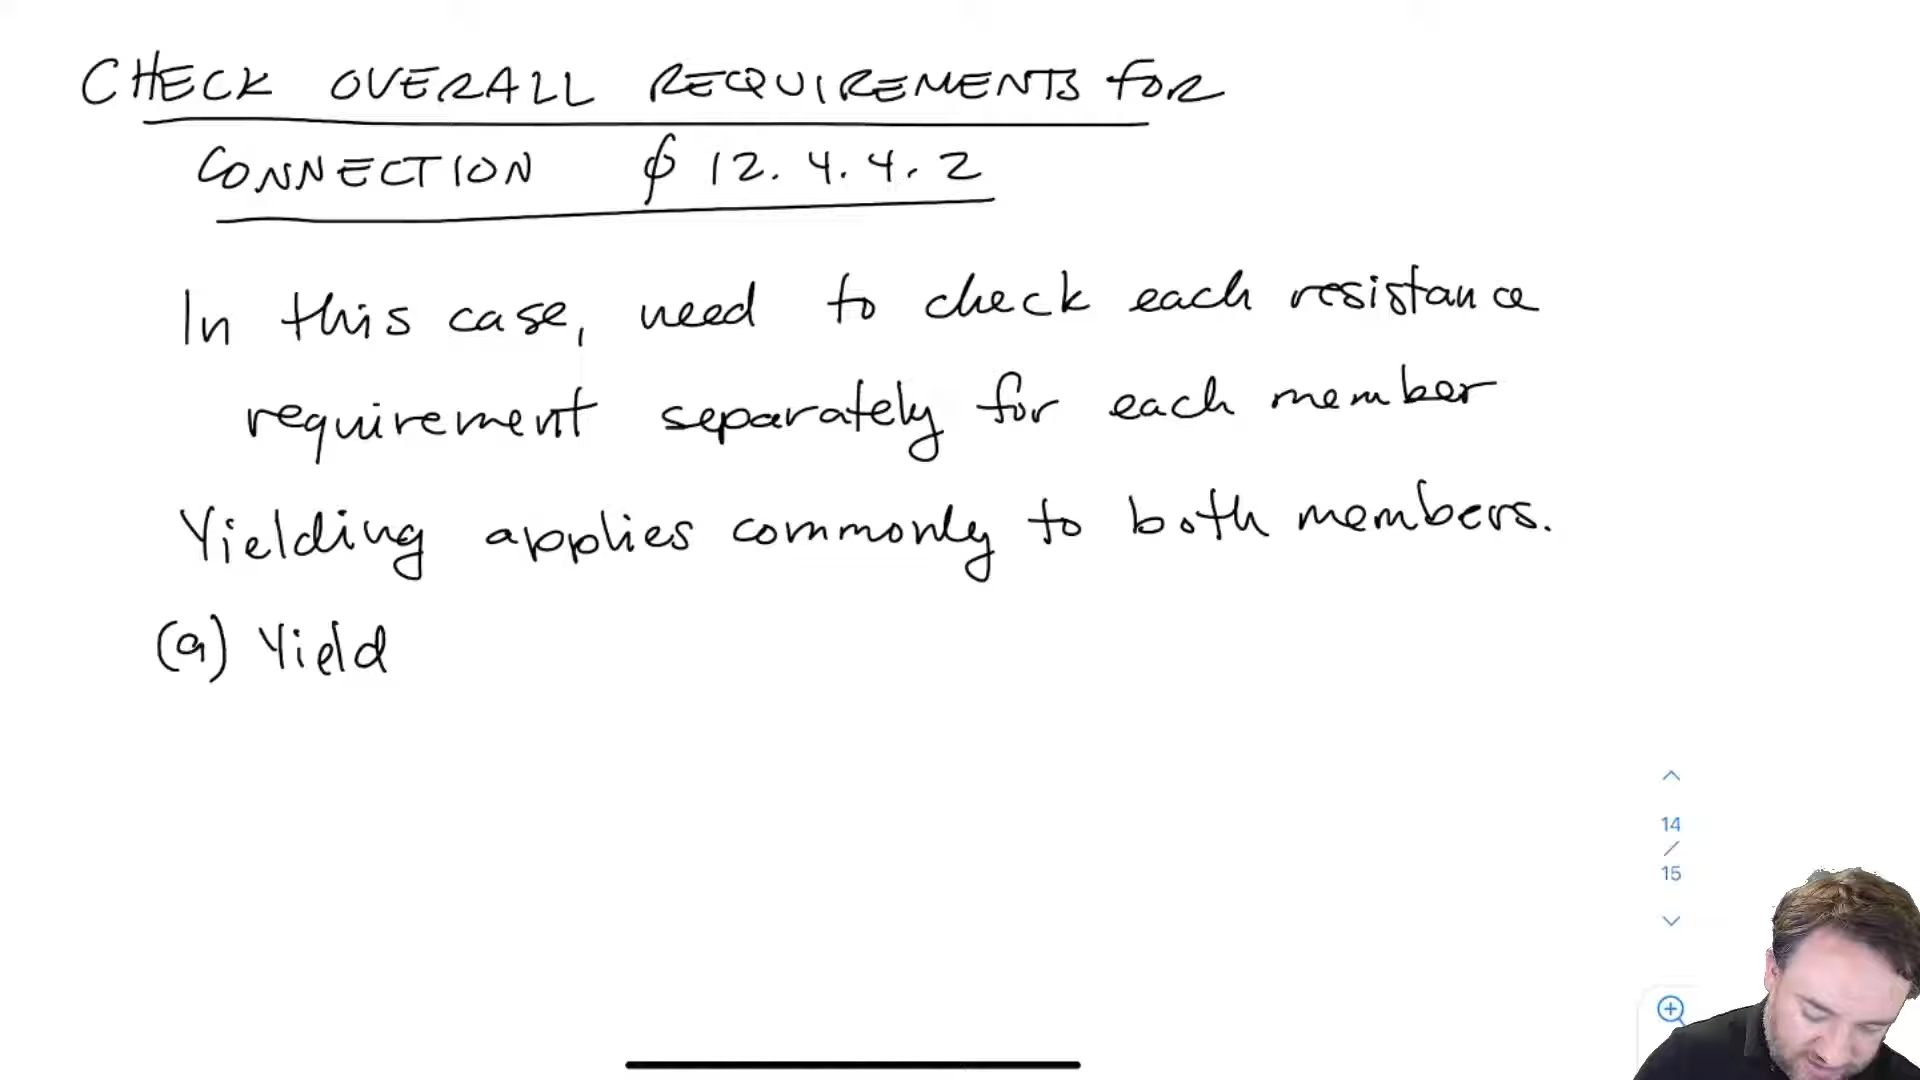 CHECK OVERALL REQUIREMENTS FOR
CONNECTION § 12.4.4.2
In this case, need to check each resistance
requirement separately for each member
Yielding applies commonly to both members.
(a) Yield
14
/
15